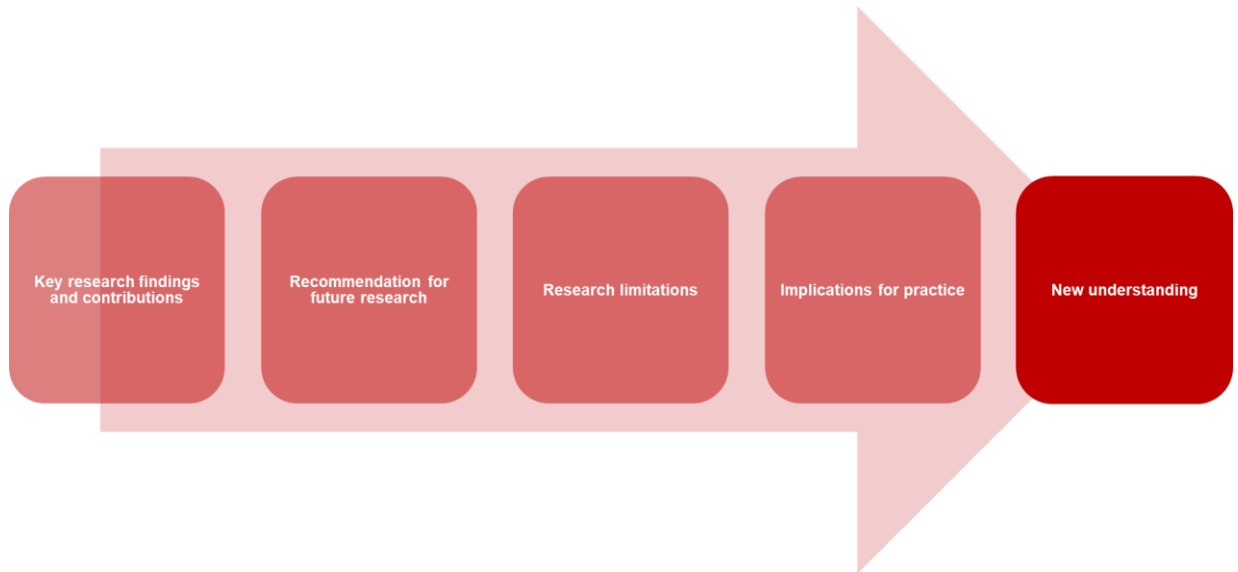 Key research findings
and contributions
Recommendation for
future research
Research limitations
Implications for practice
New understanding